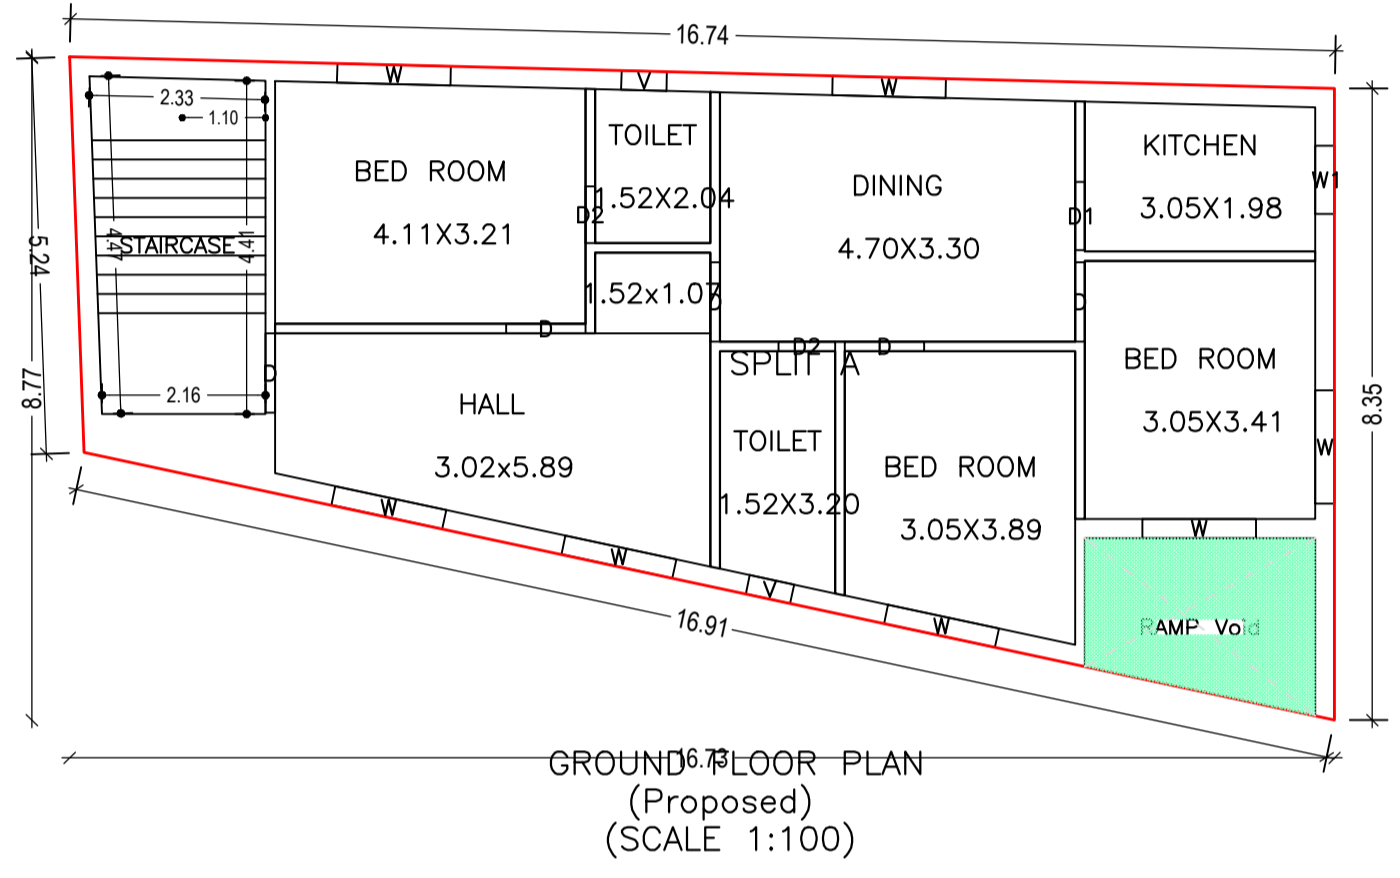 16.74
W
V
W
2.33
1.10
TOILET
KITCHEN
BED ROOM
DINING
W1
1.52X2.04
3.05X1.98
D2
D1
4.11X3.21
4.70X3.30
4.47
STAIRCASE
4.41
5.24
1.52x1.07
D
D
D
D2
D
SPLIT A
BED ROOM
D
8.77
2.16
HALL
8.35
3.05X3.41
TOILET
W
3.02x5.89
BED ROOM
1.52X3.20
3.05X3.89
W
W
W
V
W
16.91
RAMP Void
GROUND FLOOR PLAN
16.73
(Proposed)
(SCALE 1:100)